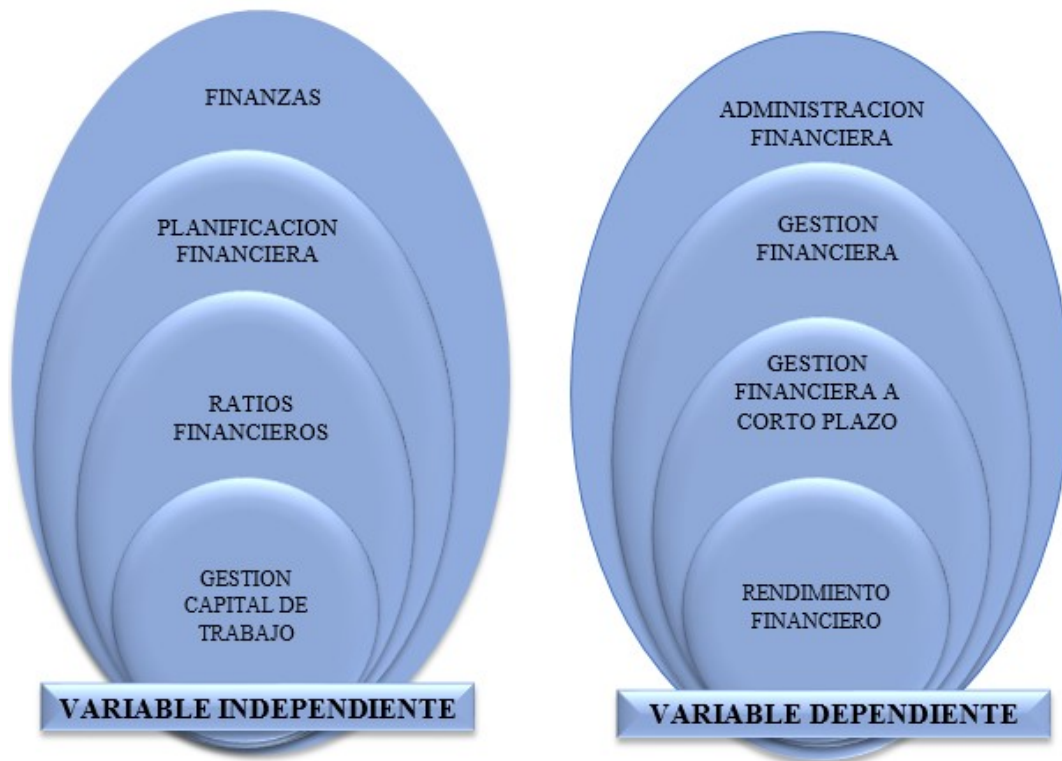 FINANZAS
PLANIFICACION
FINANCIERA
RATIOS
FINANCIEROS
GESTION
CAPITAL DE
TRABAJO
VARIABLE INDEPENDIENTE
ADMINISTRACION
FINANCIERA
GESTION
FINANCIERA
GESTION
FINANCIERA A
CORTO PLAZO
RENDIMIENTO
FINANCIERO
VARIABLE DEPENDIENTE